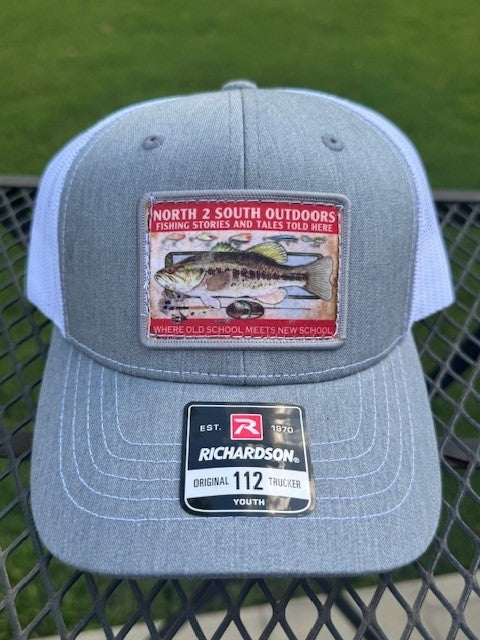 NORTH 2 SOUTH OUTDOORS
FISHING STORIES AND TALES TOLD HERE
WHERE OLD SCHOOL MEETS NEW SCHOOL
EST. R 1970
RICHARDSON®
ORIGINAL 112 TRUCKER
YOUTH